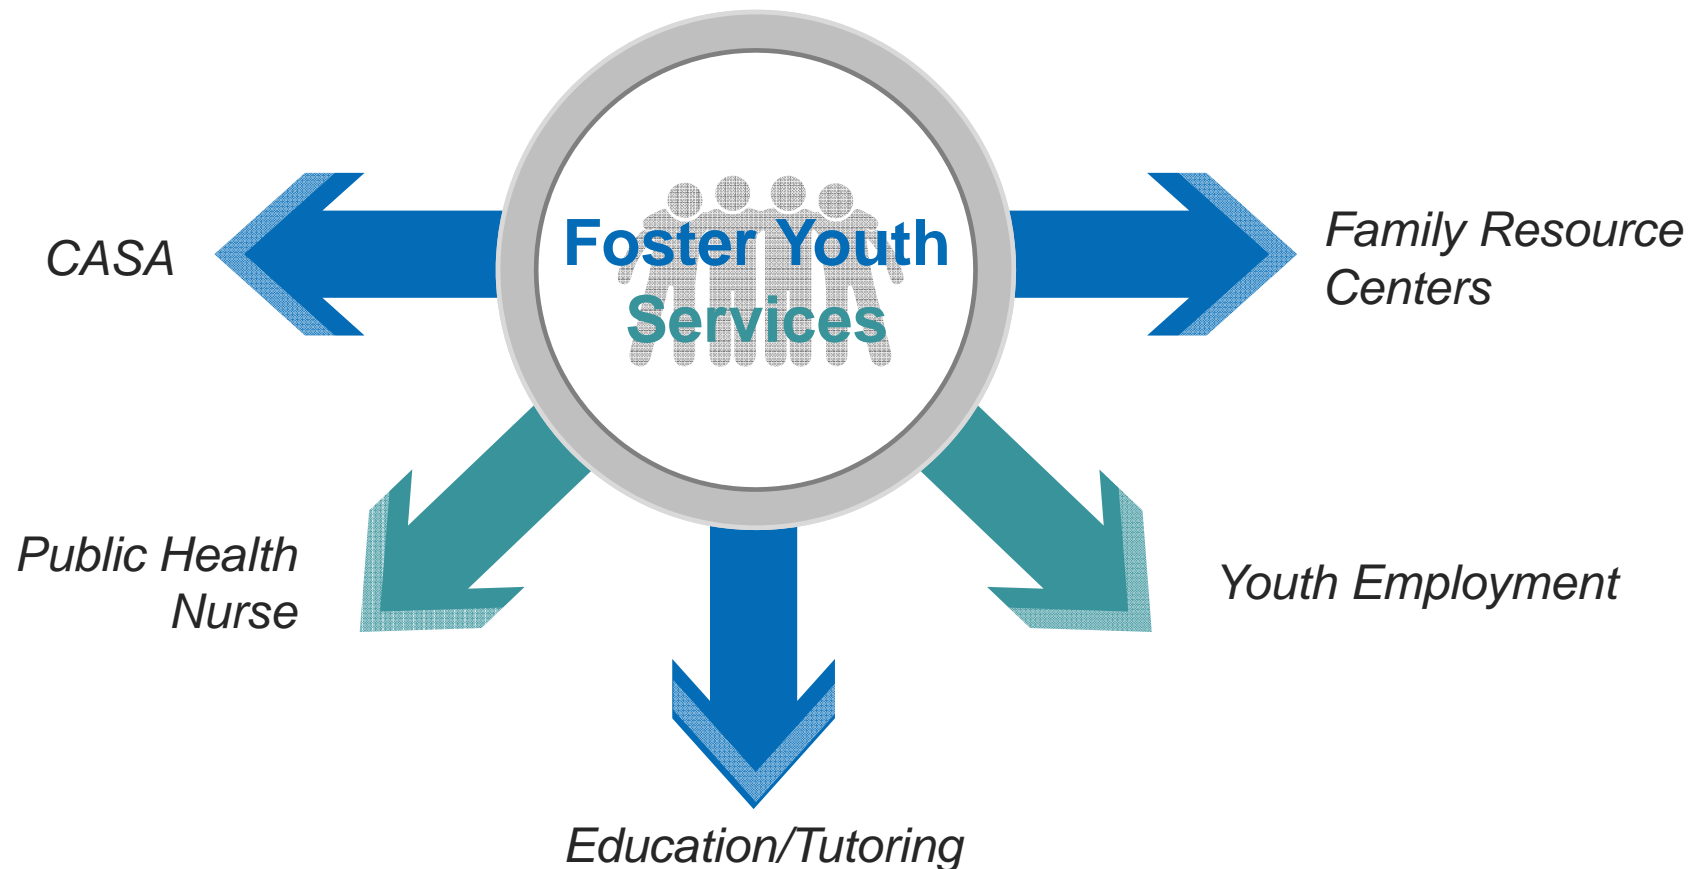 Foster Youth
Services
CASA
Family Resource
Centers
Public Health
Nurse
Youth Employment
Education/Tutoring